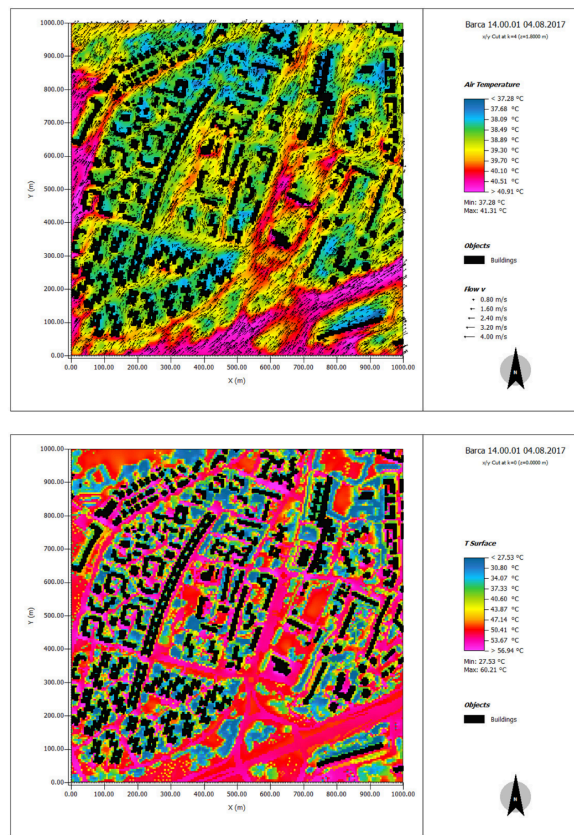 Barca 14.00.01 04.08.2017
x/y Cut at k=4 (z=1.8000 m)
Air Temperature
< 37.28 °C
37.68 °C
38.09 °C
38.49 °C
38.89 °C
39.30 °C
39.70 °C
40.10 °C
40.51 °C
> 40.91 °C
Min: 37.28 °C
Max: 41.31 °C
Objects
Buildings
Flow v
0.80 m/s
1.60 m/s
2.40 m/s
3.20 m/s
4.00 m/s
N
1000.00
900.00
800.00
700.00
600.00
500.00
400.00
300.00
200.00
100.00
0.00
Y (m)
0.00 100.00 200.00 300.00 400.00 500.00 600.00 700.00 800.00 900.00 1000.00
X (m)
Barca 14.00.01 04.08.2017
x/y Cut at k=0 (z=0.0000 m)
T Surface
< 27.53 °C
30.80 °C
34.07 °C
37.33 °C
40.60 °C
43.87 °C
47.14 °C
50.41 °C
53.67 °C
> 56.94 °C
Min: 27.53 °C
Max: 60.21 °C
Objects
Buildings
N
1000.00
900.00
800.00
700.00
600.00
500.00
400.00
300.00
200.00
100.00
0.00
Y (m)
0.00 100.00 200.00 300.00 400.00 500.00 600.00 700.00 800.00 900.00 1000.00
X (m)